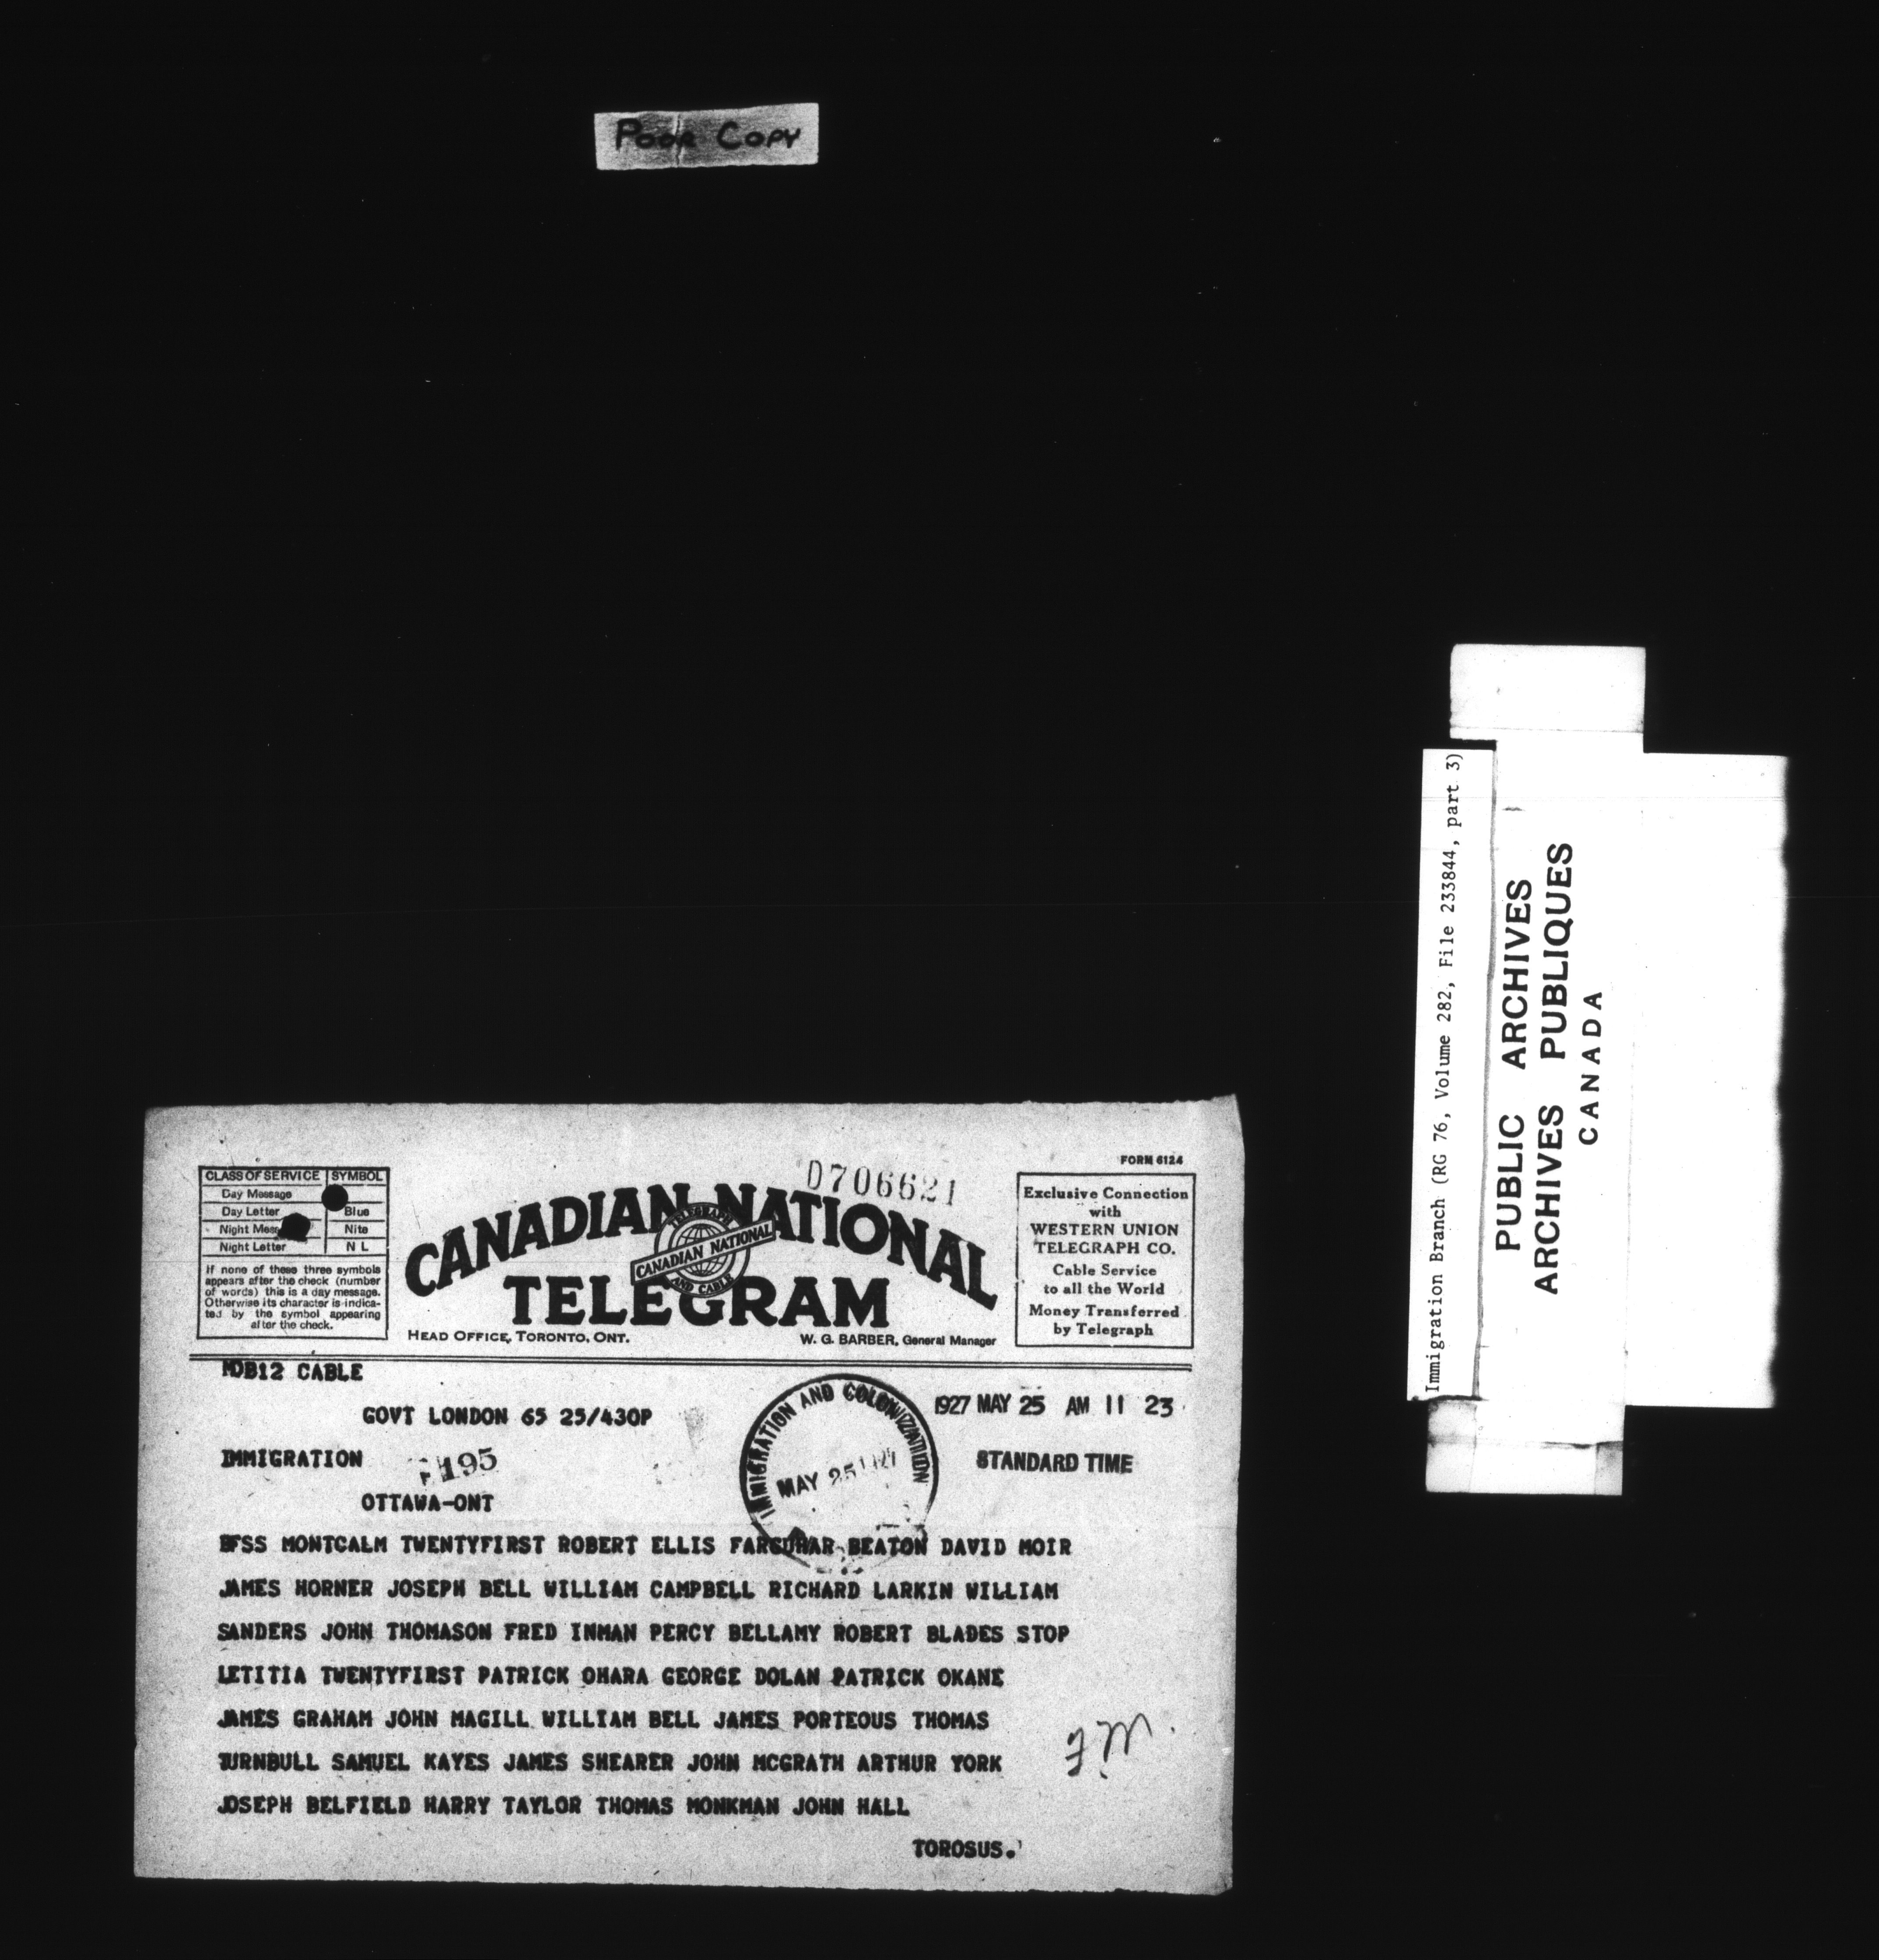 POOR COPY
Immigration Branch (RG 76, Volume 282, File 233844, part 3)
PUBLIC ARCHIVES
ARCHIVES PUBLIQUES
CANADA
FORM 6124
D706621
CLASS OF SERVICE SYMBOL
Day Message
Day Letter Blue
Night Mess Nite
Night Letter N L
If none of these three symbols
appears after the check (number
of words) this is a day message.
Otherwise its character is indica-
ted by the symbol appearing
after the check.
CANADIAN NATIONAL
TELEGRAPH
CANADIAN NATIONAL
AND CABLE
TELEGRAM
HEAD OFFICE, TORONTO, ONT.
W. G. BARBER, General Manager
Exclusive Connection
with
WESTERN UNION
TELEGRAPH CO.
Cable Service
to all the World
Money Transferred
by Telegraph
MDB12 CABLE
GOVT LONDON 65 25/430P
1927 MAY 25 AM 11 23
IMMIGRATION AND COLONIZATION
MAY 25 1927
IMMIGRATION
195
STANDARD TIME
OTTAWA-ONT
BFSS MONTCALM TWENTYFIRST ROBERT ELLIS FARQUHAR BEATON DAVID MOIR
JAMES HORNER JOSEPH BELL WILLIAM CAMPBELL RICHARD LARKIN WILLIAM
SANDERS JOHN THOMASON FRED INMAN PERCY BELLAMY ROBERT BLADES STOP
LETITIA TWENTYFIRST PATRICK OHARA GEORGE DOLAN PATRICK OKANE
JAMES GRAHAM JOHN MAGILL WILLIAM BELL JAMES PORTEOUS THOMAS
TURNBULL SAMUEL KAYES JAMES SHEARER JOHN MCGRATH ARTHUR YORK
JOSEPH BELFIELD HARRY TAYLOR THOMAS MONKMAN JOHN HALL
TOROSUS.